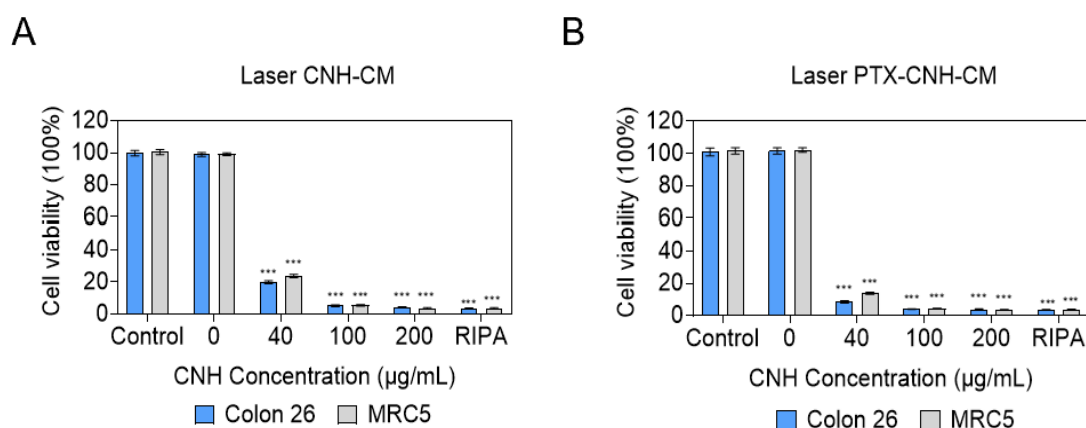 A
Laser CNH-CM
Cell viability (100%)
120
100
80
60
40
20
0
*** *** *** *** *** *** *** ***
Control 0 40 100 200 RIPA
CNH Concentration (µg/mL)
Colon 26 MRC5
B
Laser PTX-CNH-CM
Cell viability (100%)
120
100
80
60
40
20
0
*** *** *** *** *** *** *** ***
Control 0 40 100 200 RIPA
CNH Concentration (µg/mL)
Colon 26 MRC5